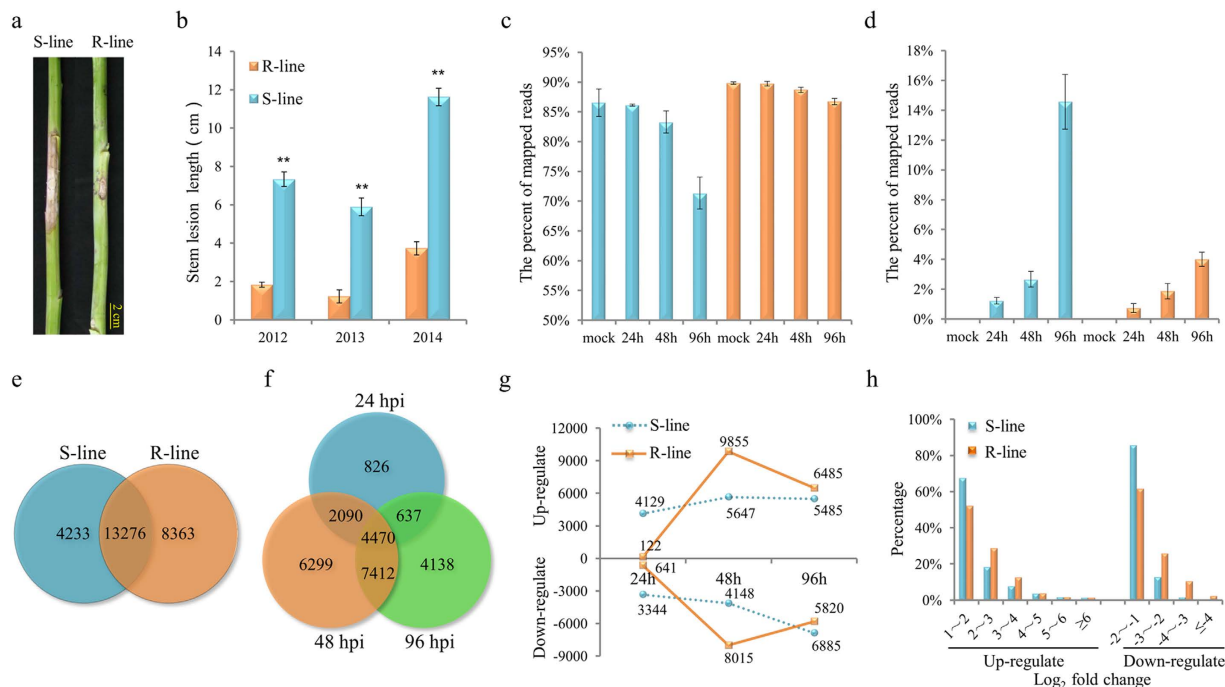 a
S-line R-line
2 cm
b
Stem lesion length ( cm )
14
12
10
8
6
4
2
0
R-line
S-line
**
**
**
2012 2013 2014
c
The percent of mapped reads
95%
90%
85%
80%
75%
70%
65%
60%
55%
50%
mock 24h 48h 96h mock 24h 48h 96h
d
The percent of mapped reads
18%
16%
14%
12%
10%
8%
6%
4%
2%
0%
mock 24h 48h 96h mock 24h 48h 96h
e
S-line R-line
4233 13276 8363
f
24 hpi
826
2090 637
4470
6299 7412 4138
48 hpi 96 hpi
g
Up-regulate
Down-regulate
12000
9000
6000
3000
0
-3000
-6000
-9000
S-line
R-line
9855
6485
4129
5647 5485
122
24h 48h 96h
641
3344
4148
5820
8015
6885
h
Percentage
100%
80%
60%
40%
20%
0%
S-line
R-line
1~2 2~3 3~4 4~5 5~6 ≥6 -2~-1 -3~-2 -4~-3 ≤-4
Up-regulate Down-regulate
Log2 fold change